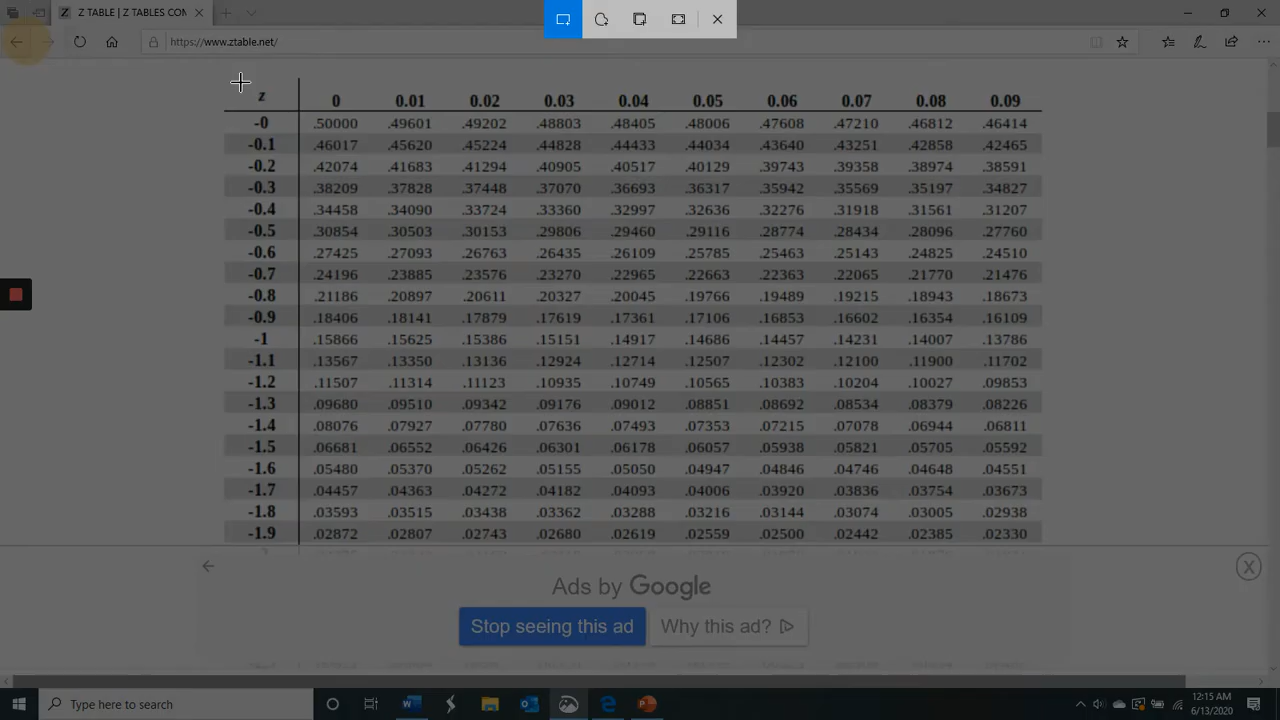 Z TABLE | Z TABLES CON
https://www.ztable.net/
z 0 0.01 0.02 0.03 0.04 0.05 0.06 0.07 0.08 0.09
-0 .50000 .49601 .49202 .48803 .48405 .48006 .47608 .47210 .46812 .46414
-0.1 .46017 .45620 .45224 .44828 .44433 .44034 .43640 .43251 .42858 .42465
-0.2 .42074 .41683 .41294 .40905 .40517 .40129 .39743 .39358 .38974 .38591
-0.3 .38209 .37828 .37448 .37070 .36693 .36317 .35942 .35569 .35197 .34827
-0.4 .34458 .34090 .33724 .33360 .32997 .32636 .32276 .31918 .31561 .31207
-0.5 .30854 .30503 .30153 .29806 .29460 .29116 .28774 .28434 .28096 .27760
-0.6 .27425 .27093 .26763 .26435 .26109 .25785 .25463 .25143 .24825 .24510
-0.7 .24196 .23885 .23576 .23270 .22965 .22663 .22363 .22065 .21770 .21476
-0.8 .21186 .20897 .20611 .20327 .20045 .19766 .19489 .19215 .18943 .18673
-0.9 .18406 .18141 .17879 .17619 .17361 .17106 .16853 .16602 .16354 .16109
-1 .15866 .15625 .15386 .15151 .14917 .14686 .14457 .14231 .14007 .13786
-1.1 .13567 .13350 .13136 .12924 .12714 .12507 .12302 .12100 .11900 .11702
-1.2 .11507 .11314 .11123 .10935 .10749 .10565 .10383 .10204 .10027 .09853
-1.3 .09680 .09510 .09342 .09176 .09012 .08851 .08692 .08534 .08379 .08226
-1.4 .08076 .07927 .07780 .07636 .07493 .07353 .07215 .07078 .06944 .06811
-1.5 .06681 .06552 .06426 .06301 .06178 .06057 .05938 .05821 .05705 .05592
-1.6 .05480 .05370 .05262 .05155 .05050 .04947 .04846 .04746 .04648 .04551
-1.7 .04457 .04363 .04272 .04182 .04093 .04006 .03920 .03836 .03754 .03673
-1.8 .03593 .03515 .03438 .03362 .03288 .03216 .03144 .03074 .03005 .02938
-1.9 .02872 .02807 .02743 .02680 .02619 .02559 .02500 .02442 .02385 .02330
Ads by Google
Stop seeing this ad Why this ad?
Type here to search
12:15 AM
6/13/2020